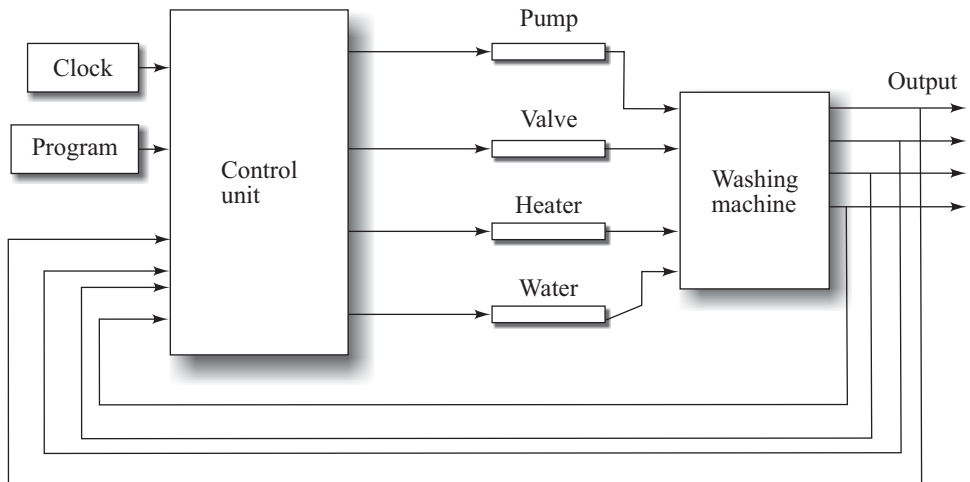 Pump
Clock
Output
Valve
Program
Control
unit
Washing
machine
Heater
Water